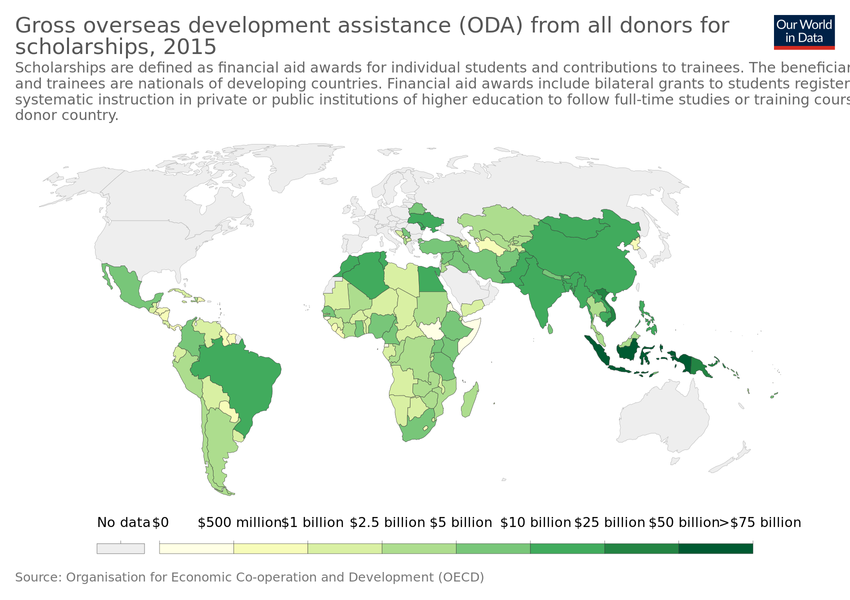 Gross overseas development assistance (ODA) from all donors for
scholarships, 2015
Our World
in Data
Scholarships are defined as financial aid awards for individual students and contributions to trainees. The
and trainees are nationals of developing countries. Financial aid awards include bilateral grants to students
systematic instruction in private or public institutions of higher education to follow full-time studies or training
donor country.
No data $0 $500 million $1 billion $2.5 billion $5 billion $10 billion $25 billion $50 billion >$75 billion
Source: Organisation for Economic Co-operation and Development (OECD)